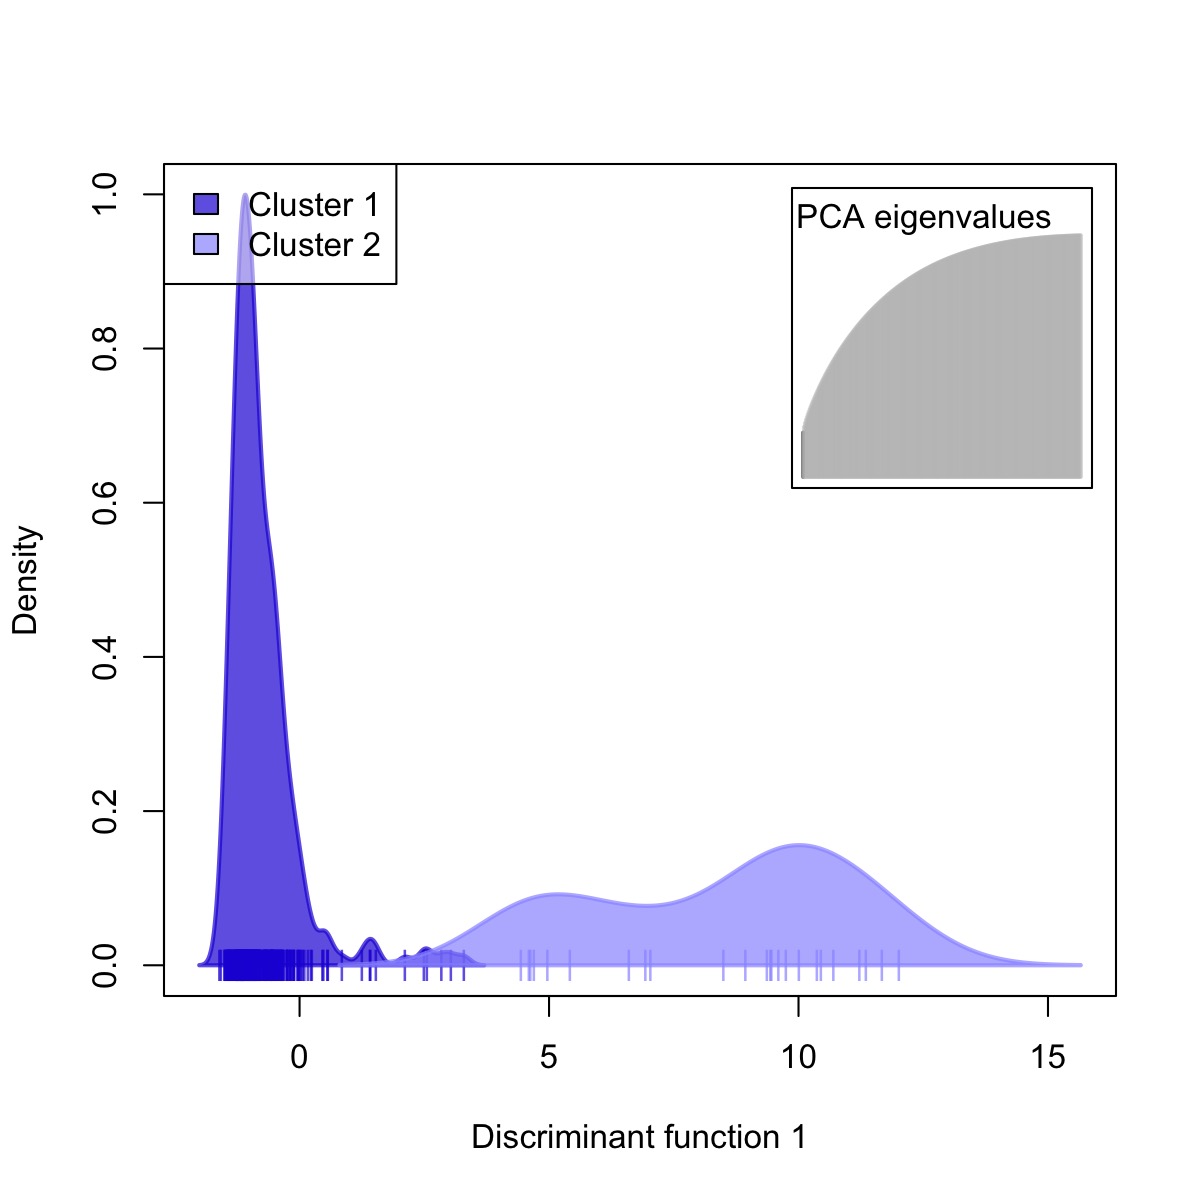 Cluster 1
Cluster 2
PCA eigenvalues
1.0
0.8
0.6
0.4
0.2
0.0
Density
0 5 10 15
Discriminant function 1